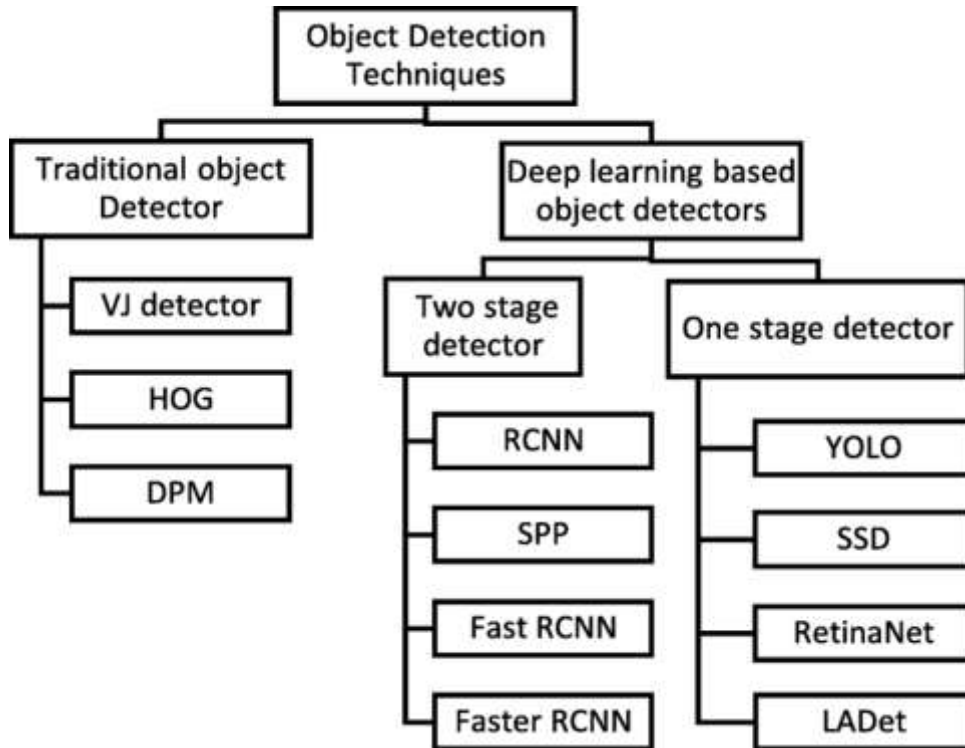 Object Detection
Techniques
Traditional object
Detector
Deep learning based
object detectors
VJ detector
HOG
DPM
Two stage
detector
One stage detector
RCNN
SPP
Fast RCNN
Faster RCNN
YOLO
SSD
RetinaNet
LADet